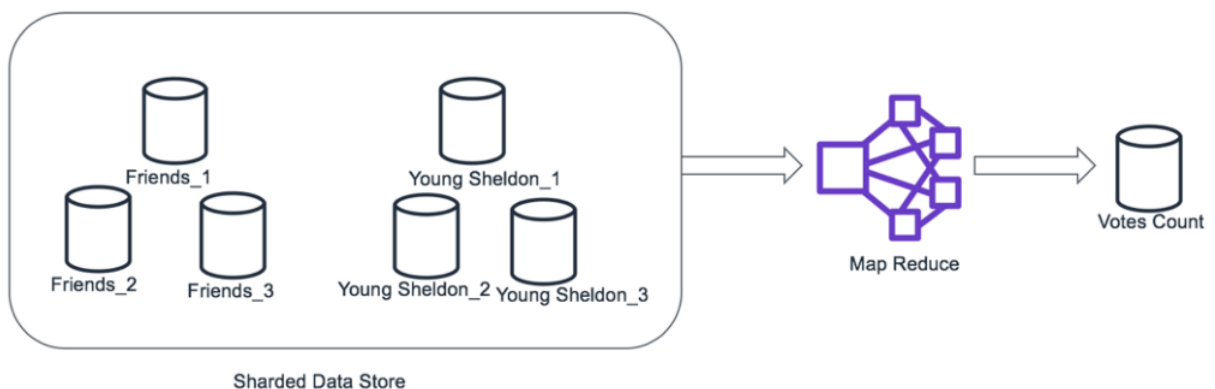 Friends_1
Young Sheldon_1
Friends_2
Friends_3
Young Sheldon_2
Young Sheldon_3
Map Reduce
Votes Count
Sharded Data Store